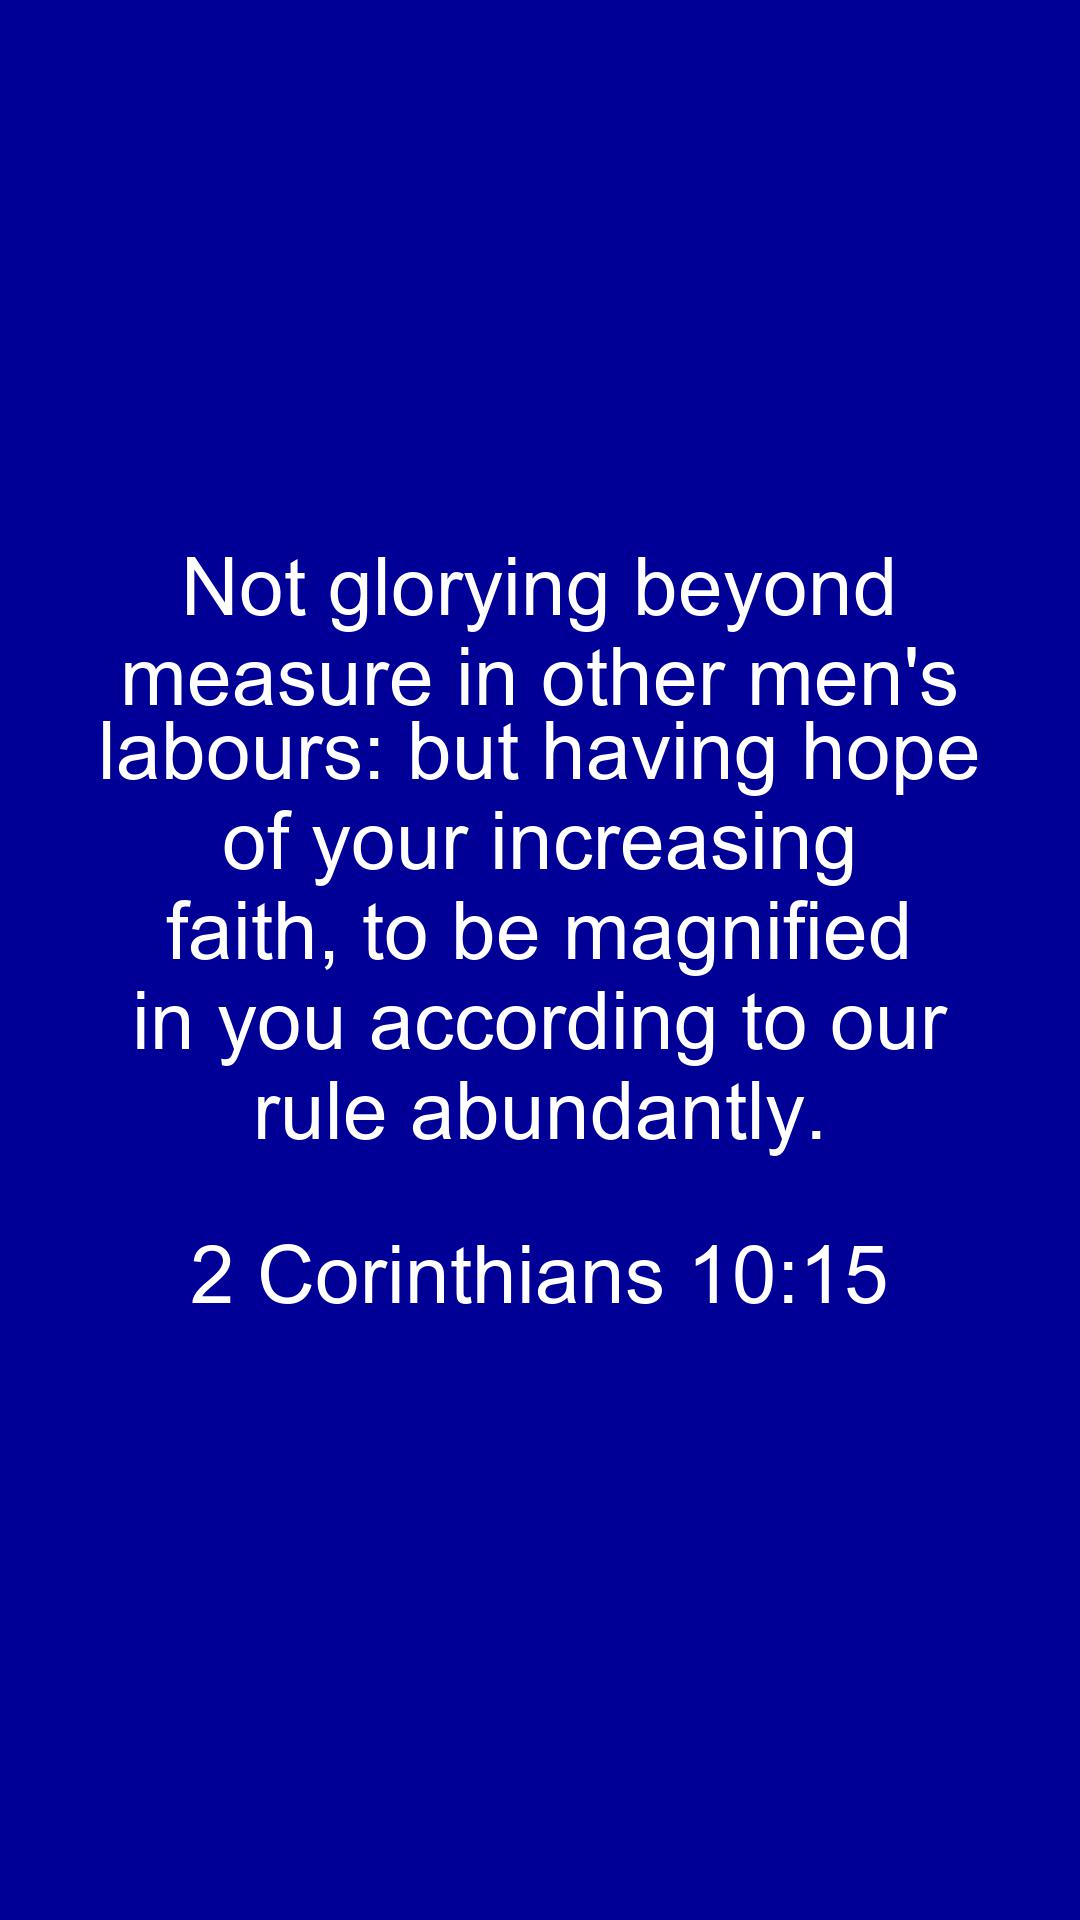 Not glorying beyond
measure in other men's
labours: but having hope
of your increasing
faith, to be magnified
in you according to our
rule abundantly.
2 Corinthians 10:15